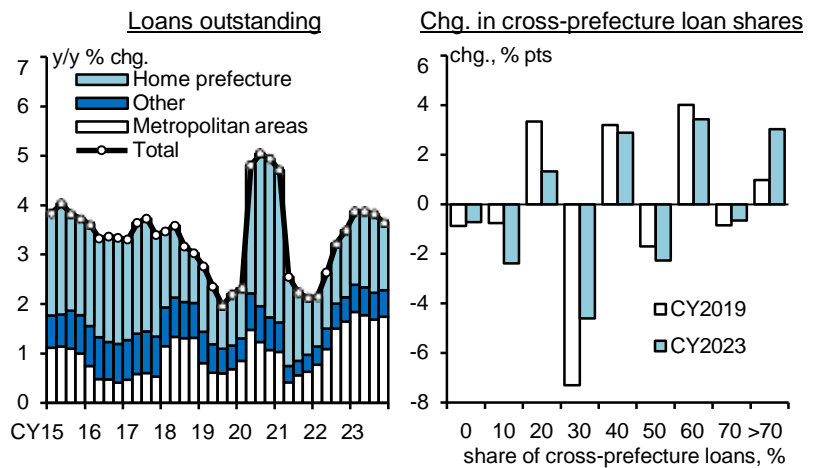 Loans outstanding
y/y % chg.
Home prefecture
Other
Metropolitan areas
Total
7
6
5
4
3
2
1
0
CY15 16 17 18 19 20 21 22 23
Chg. in cross-prefecture loan shares
chg., % pts
6
4
2
0
-2
-4
-6
-8
CY2019
CY2023
0 10 20 30 40 50 60 70 >70
share of cross-prefecture loans, %